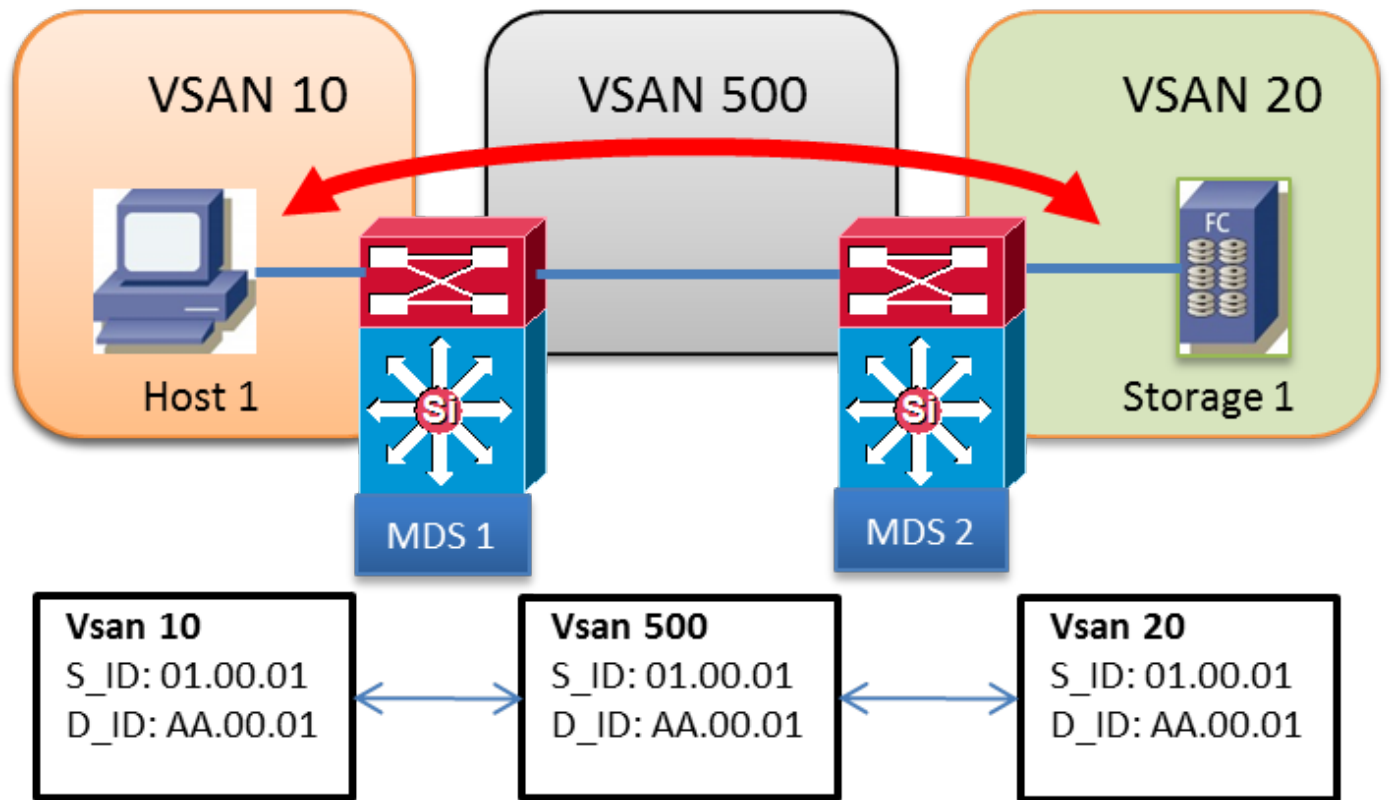 VSAN 10
VSAN 500
VSAN 20
FC
Host 1
Storage 1
Si
Si
MDS 1
MDS 2
Vsan 10
S_ID: 01.00.01
D_ID: AA.00.01
Vsan 500
S_ID: 01.00.01
D_ID: AA.00.01
Vsan 20
S_ID: 01.00.01
D_ID: AA.00.01